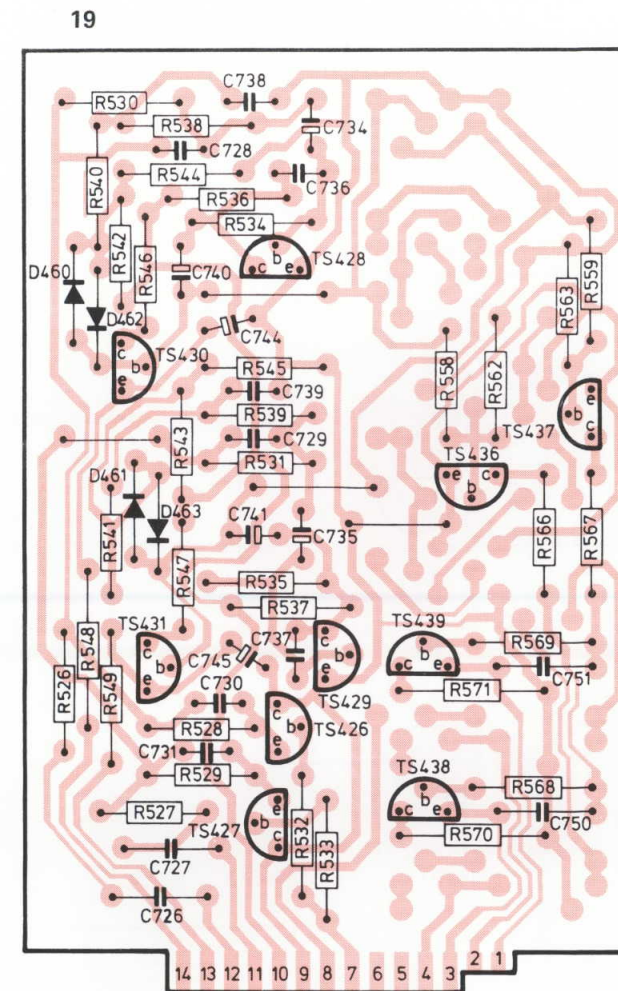 19
C738
R530
R538
C734
C728
R544
C736
R540
R536
R534
R542
R546
b
c e
TS428
D460
C740
R563
R559
D462
C744
c
b
e
TS430
R545
R558
R562
C739
R539
e
b
c
TS437
R543
C729
TS436
R531
e c
b
D461
D463
R541
C741
C735
R566
R567
R547
R535
R537
R548
TS431
TS439
R526
R549
c
b
e
C745
C737
c
b
e
b
c e
R569
C751
TS429
R571
C730
c
b
e
TS426
R528
C731
R529
TS438
R527
TS427
e
b
c
R532
R533
b
c e
R568
C750
R570
C727
C726
14 13 12 11 10 9 8 7 6 5 4 3 2 1